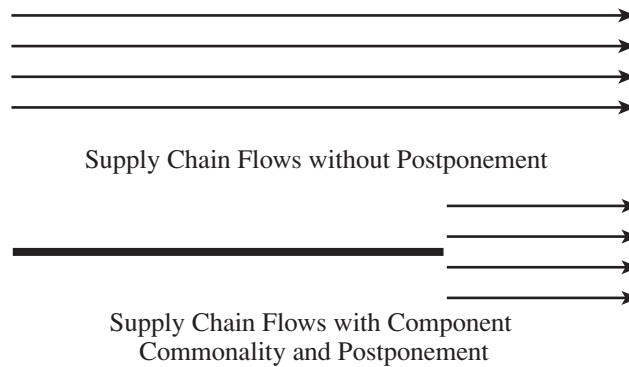 Supply Chain Flows without Postponement
Supply Chain Flows with Component
Commonality and Postponement